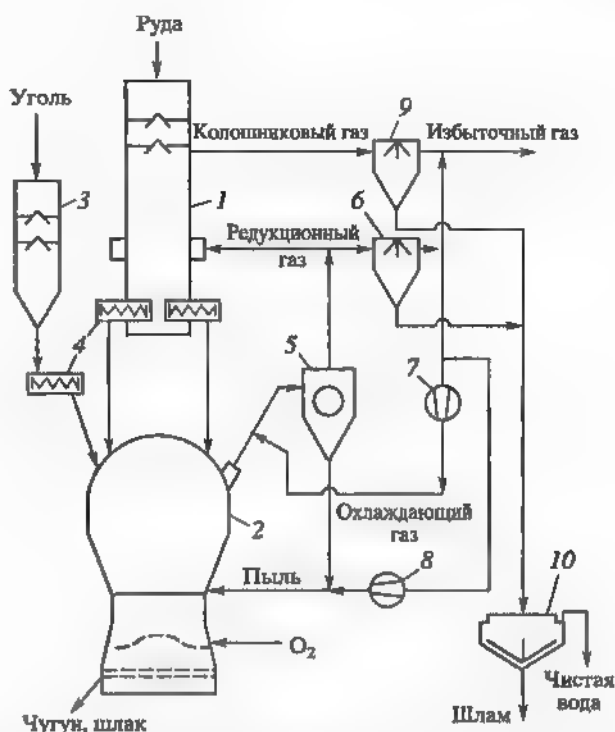 Руда
Уголь
Колошниковый газ
9
Избыточный газ
3
1
6
Редукционный
газ
4
5
7
2
Охлаждающий
газ
Пыль
8
10
O₂
Чистая
вода
Чугун, шлак
Шлам